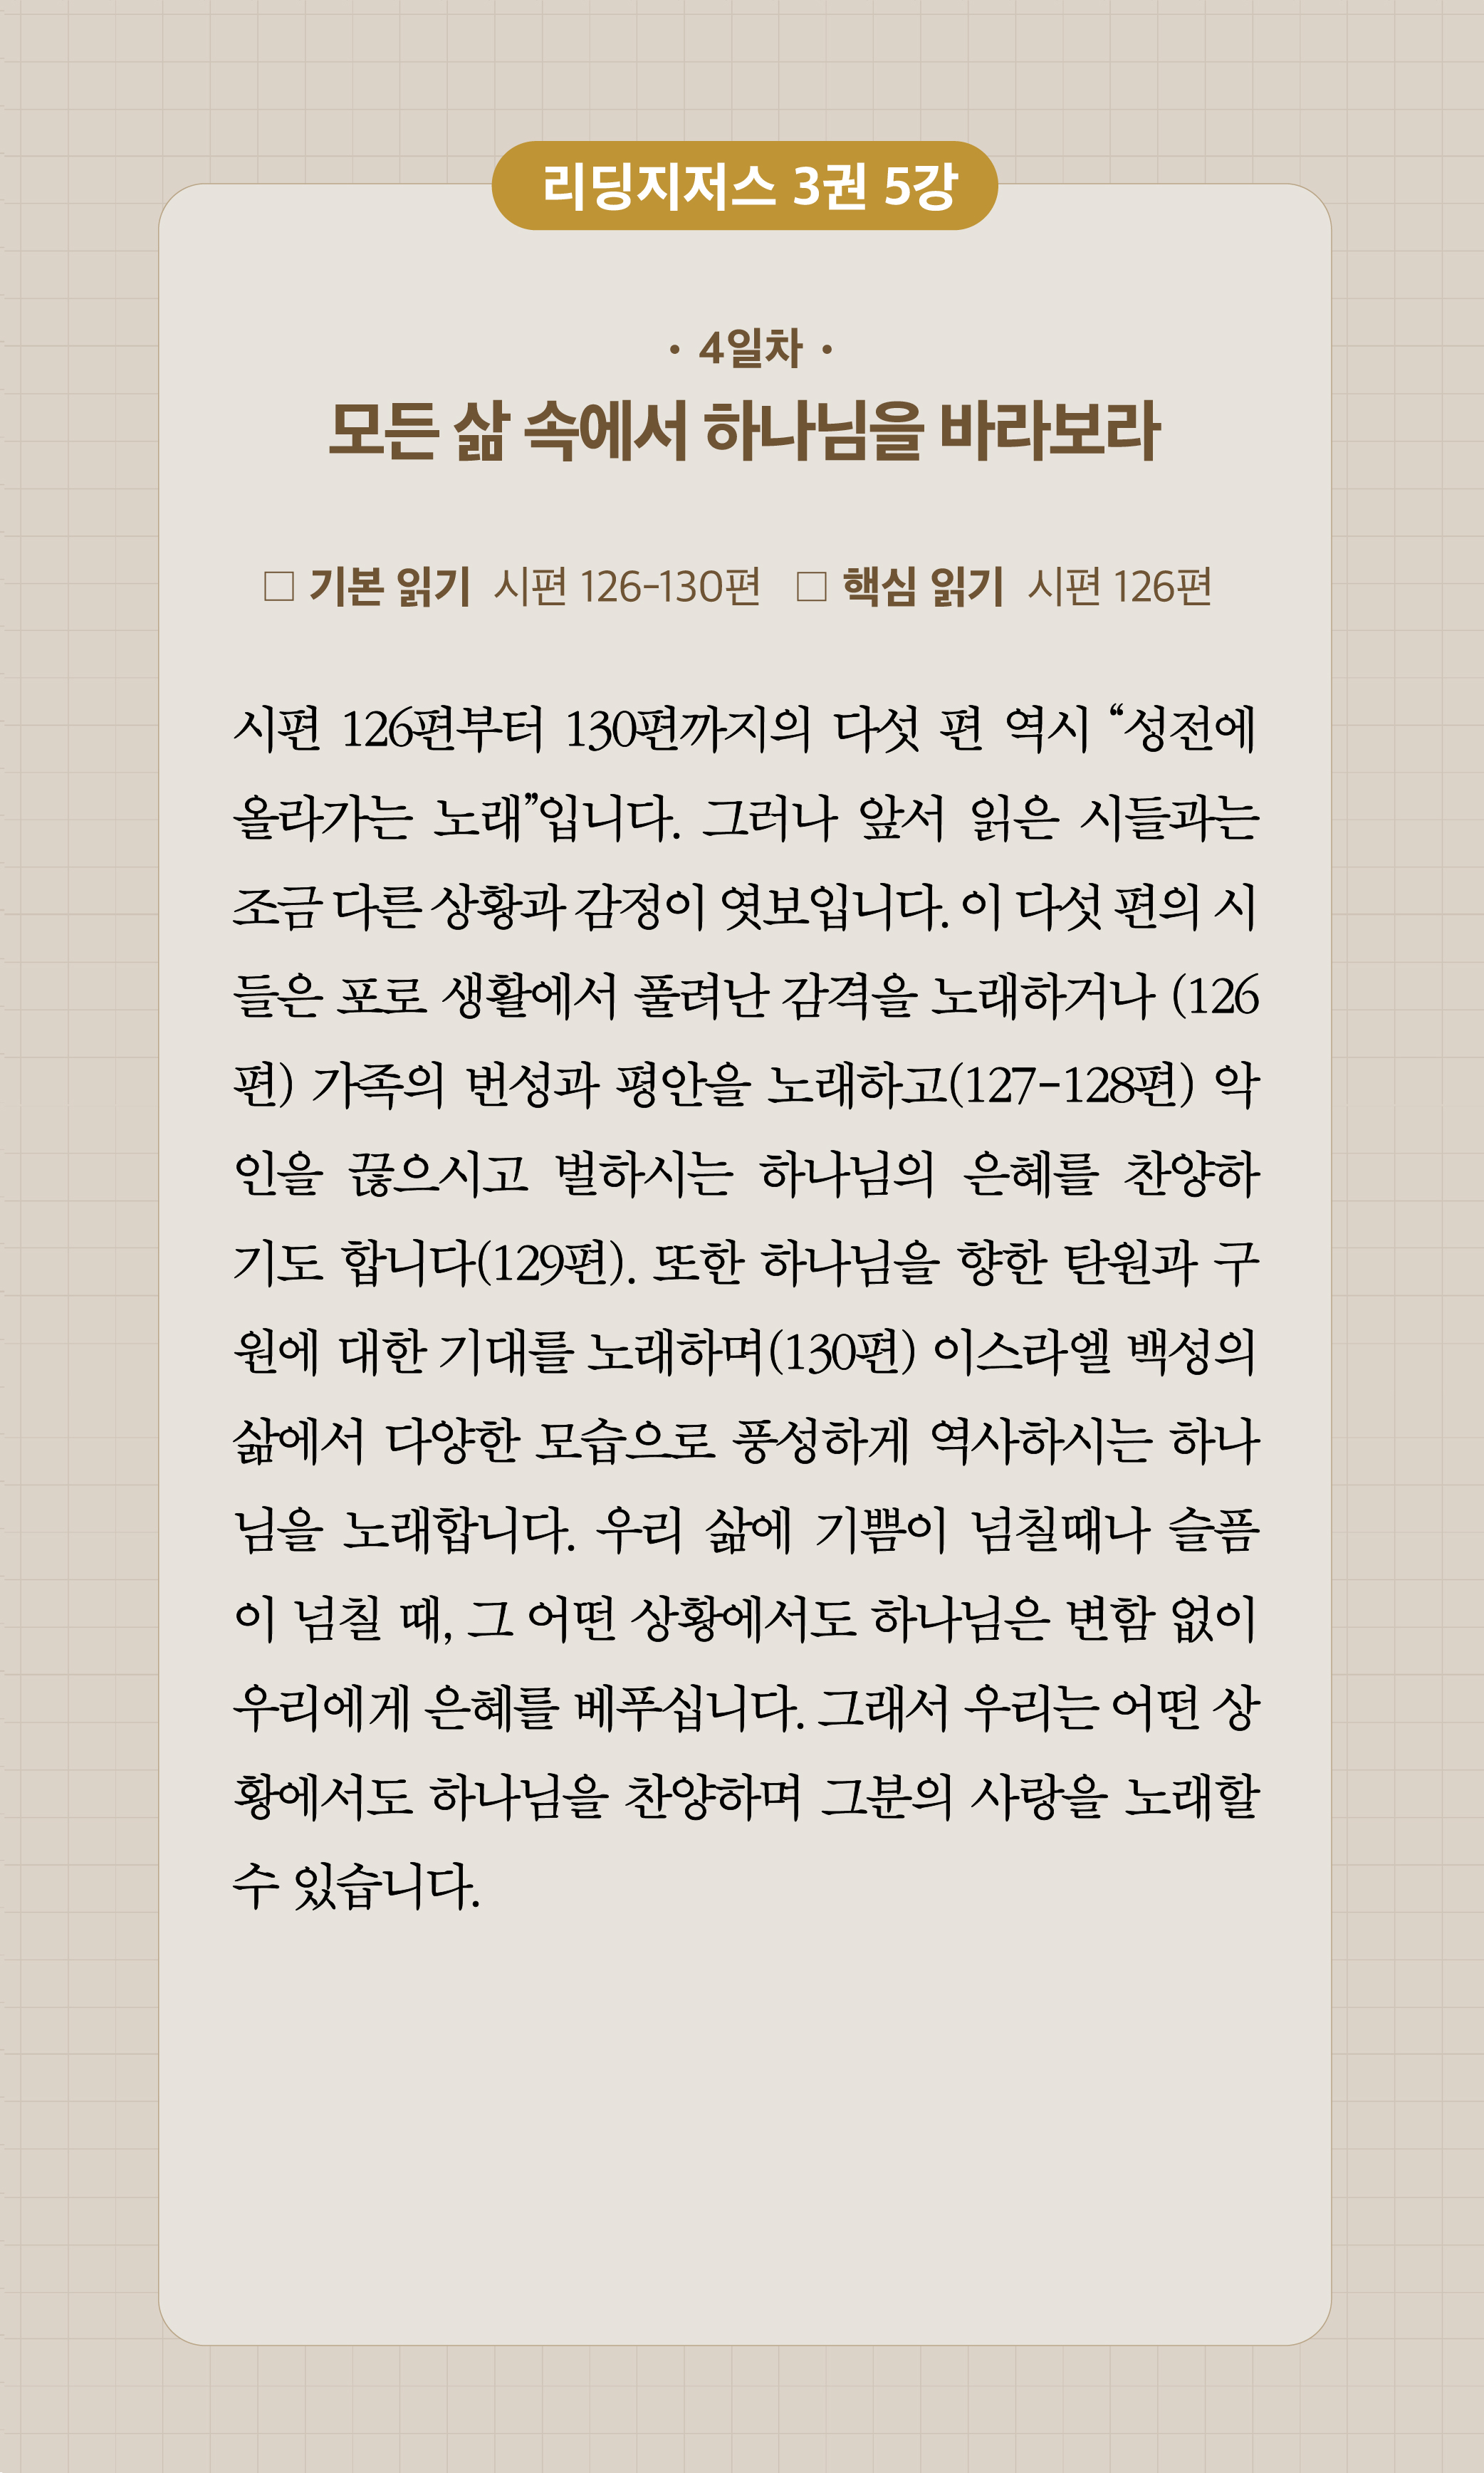 리딩지저스 3권 5강
· 4일차 ·
모든 삶 속에서 하나님을 바라보라
□ 기본 읽기 시편 126-130편 □ 핵심 읽기 시편 126편
시편 126편부터 130편까지의 다섯 편 역시 “성전에
올라가는 노래”입니다. 그러나 앞서 읽은 시들과는
조금 다른 상황과 감정이 엿보입니다. 이 다섯 편의 시
들은 포로 생활에서 풀려난 감격을 노래하거나 (126
편) 가족의 번성과 평안을 노래하고(127-128편) 악
인을 끊으시고 벌하시는 하나님의 은혜를 찬양하
기도 합니다(129편). 또한 하나님을 향한 탄원과 구
원에 대한 기대를 노래하며(130편) 이스라엘 백성의
삶에서 다양한 모습으로 풍성하게 역사하시는 하나
님을 노래합니다. 우리 삶에 기쁨이 넘칠때나 슬픔
이 넘칠 때, 그 어떤 상황에서도 하나님은 변함 없이
우리에게 은혜를 베푸십니다. 그래서 우리는 어떤 상
황에서도 하나님을 찬양하며 그분의 사랑을 노래할
수 있습니다.